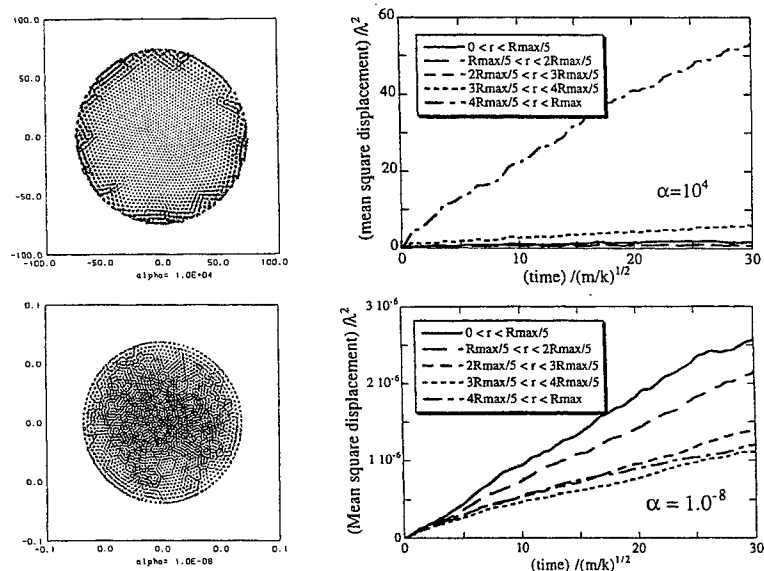 100.0
50.0
0.0
-50.0
-100.0
-100.0 -50.0 0.0 50.0 100.0
alpha= 1.0E+04
(mean square displacement) /λ²
60
40
20
0
0 < r < Rmax/5
Rmax/5 < r < 2Rmax/5
2Rmax/5 < r < 3Rmax/5
3Rmax/5 < r < 4Rmax/5
4Rmax/5 < r < Rmax
α=10⁴
0 10 20 30
(time) /(m/k)^1/2
0.1
0.0
0.0
0.0
-0.1
-0.1 0.0 0.0 0.0 0.1
alpha= 1.0E-08
(Mean square displacement) /λ²
3 10⁻⁶
2 10⁻⁶
1 10⁻⁶
0
0 < r < Rmax/5
Rmax/5 < r < 2Rmax/5
2Rmax/5 < r < 3Rmax/5
3Rmax/5 < r < 4Rmax/5
4Rmax/5 < r < Rmax
α = 1.0⁻⁸
0 10 20 30
(time) /(m/k)^1/2